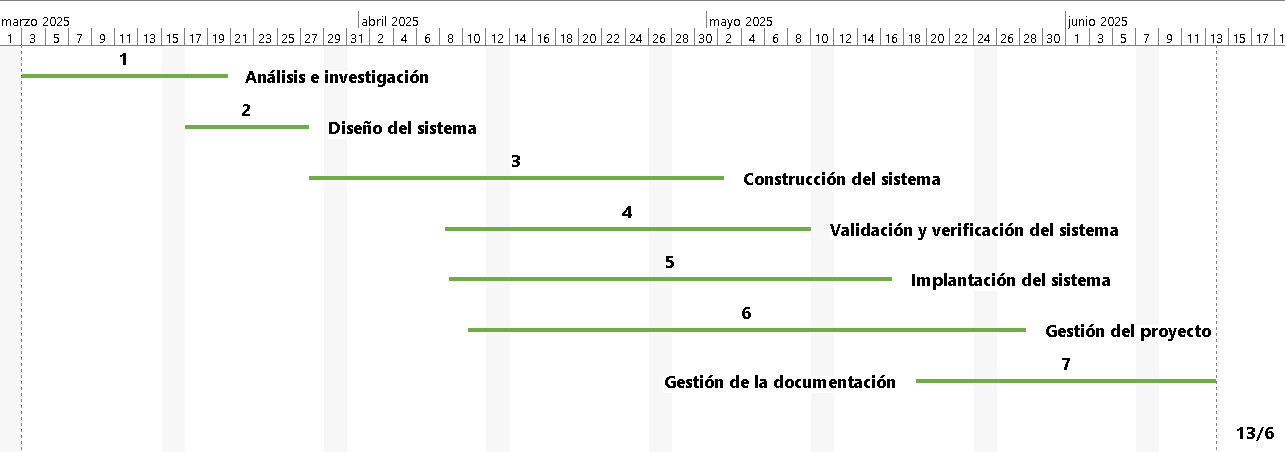 marzo 2025 abril 2025 mayo 2025 junio 2025
1 3 5 7 9 11 13 15 17 19 21 23 25 27 29 31 2 4 6 8 10 12 14 16 18 20 22 24 26 28 30 2 4 6 8 10 12 14 16 18 20 22 24 26 28 30 1 3 5 7 9 11 13 15 17
1
Análisis e investigación
2
Diseño del sistema
3
Construcción del sistema
4
Validación y verificación del sistema
5
Implantación del sistema
6
Gestión del proyecto
7
Gestión de la documentación
13/6